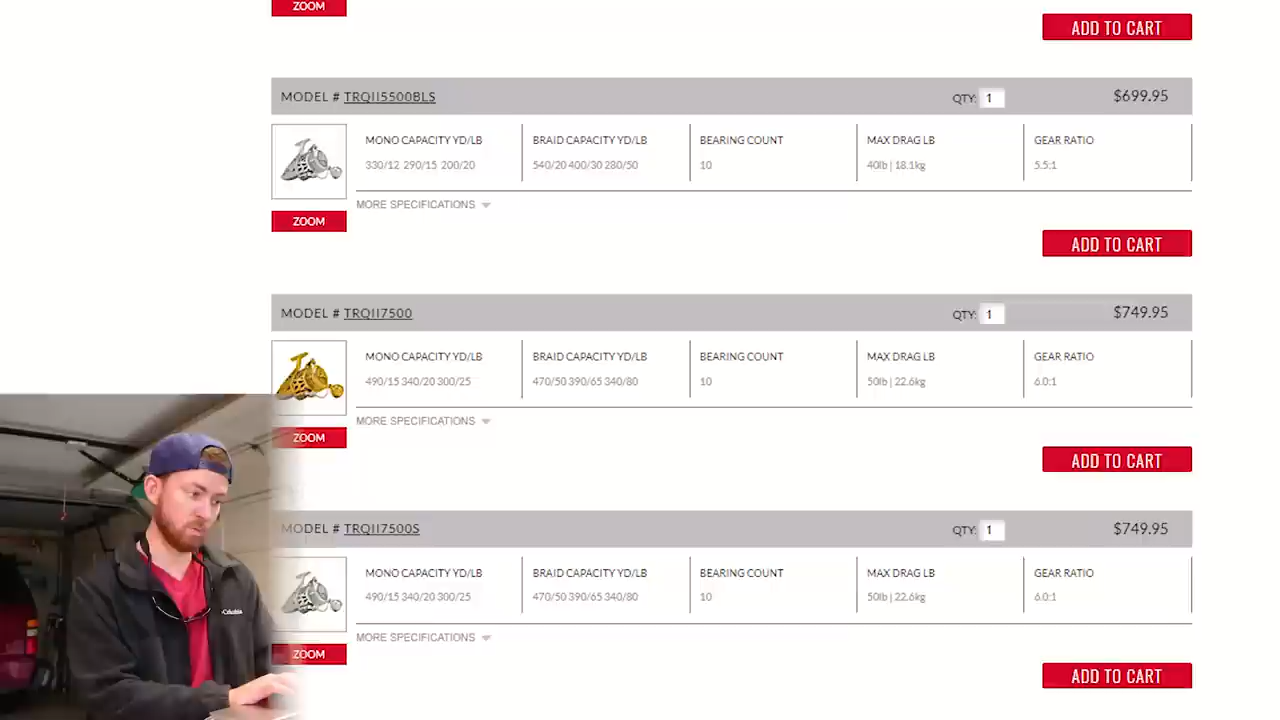 ZOOM
ADD TO CART
MODEL # TRQII5500BLS QTY: 1 $699.95
MONO CAPACITY YD/LB BRAID CAPACITY YD/LB BEARING COUNT MAX DRAG LB GEAR RATIO
330/12 290/15 200/20 540/20 400/30 280/50 10 40lb | 18.1kg 5.5:1
MORE SPECIFICATIONS
ZOOM
ADD TO CART
MODEL # TRQII7500 QTY: 1 $749.95
MONO CAPACITY YD/LB BRAID CAPACITY YD/LB BEARING COUNT MAX DRAG LB GEAR RATIO
490/15 340/20 300/25 470/50 390/65 340/80 10 50lb | 22.6kg 6.0:1
MORE SPECIFICATIONS
ZOOM
ADD TO CART
MODEL # TRQII7500S QTY: 1 $749.95
MONO CAPACITY YD/LB BRAID CAPACITY YD/LB BEARING COUNT MAX DRAG LB GEAR RATIO
490/15 340/20 300/25 470/50 390/65 340/80 10 50lb | 22.6kg 6.0:1
MORE SPECIFICATIONS
Columbia
ZOOM
ADD TO CART